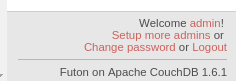 Welcome admin!
Setup more admins or
Change password or Logout
Futon on Apache CouchDB 1.6.1